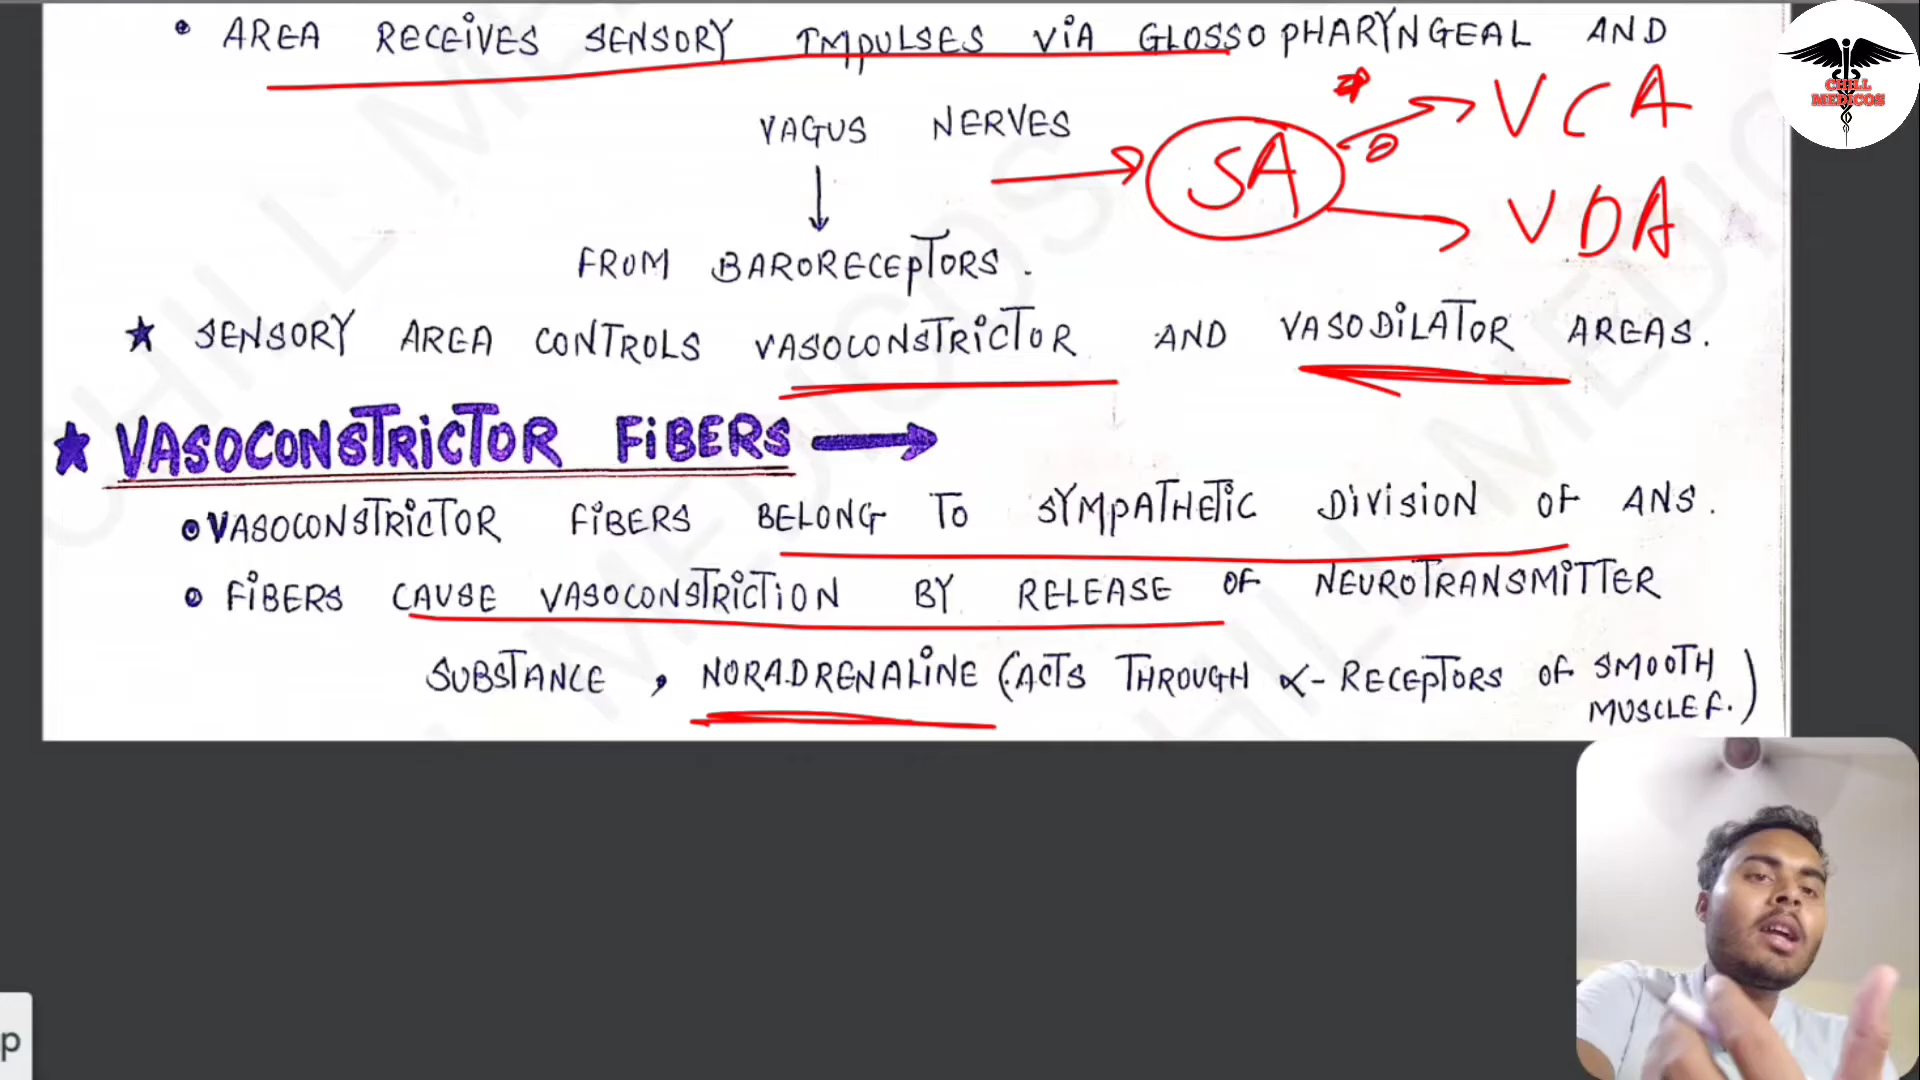 • AREA RECEIVES SENSORY IMPULSES VIA GLOSSOPHARYNGEAL AND
VAGUS NERVES
↓
FROM BARORECEPTORS.
SA
VCA
VDA
★ SENSORY AREA CONTROLS VASOCONSTRICTOR AND VASODILATOR AREAS.
★ VASOCONSTRICTOR FIBERS →
• VASOCONSTRICTOR FIBERS BELONG TO SYMPATHETIC DIVISION OF ANS.
• FIBERS CAUSE VASOCONSTRICTION BY RELEASE OF NEUROTRANSMITTER
SUBSTANCE, NORADRENALINE (ACTS THROUGH α-RECEPTORS OF SMOOTH
MUSCLE F.)
CHILL
MEDICOS
p